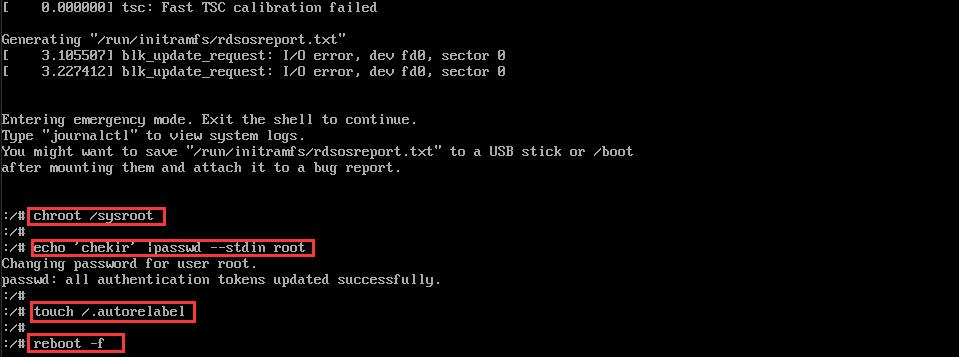 [    0.000000] tsc: Fast TSC calibration failed
Generating "/run/initramfs/rdsosreport.txt"
[    3.105507] blk_update_request: I/O error, dev fd0, sector 0
[    3.227412] blk_update_request: I/O error, dev fd0, sector 0
Entering emergency mode. Exit the shell to continue.
Type "journalctl" to view system logs.
You might want to save "/run/initramfs/rdsosreport.txt" to a USB stick or /boot
after mounting them and attach it to a bug report.
:/# chroot /sysroot
:/#
:/# echo 'chekir' |passwd --stdin root
Changing password for user root.
passwd: all authentication tokens updated successfully.
:/#
:/# touch /.autorelabel
:/#
:/# reboot -f